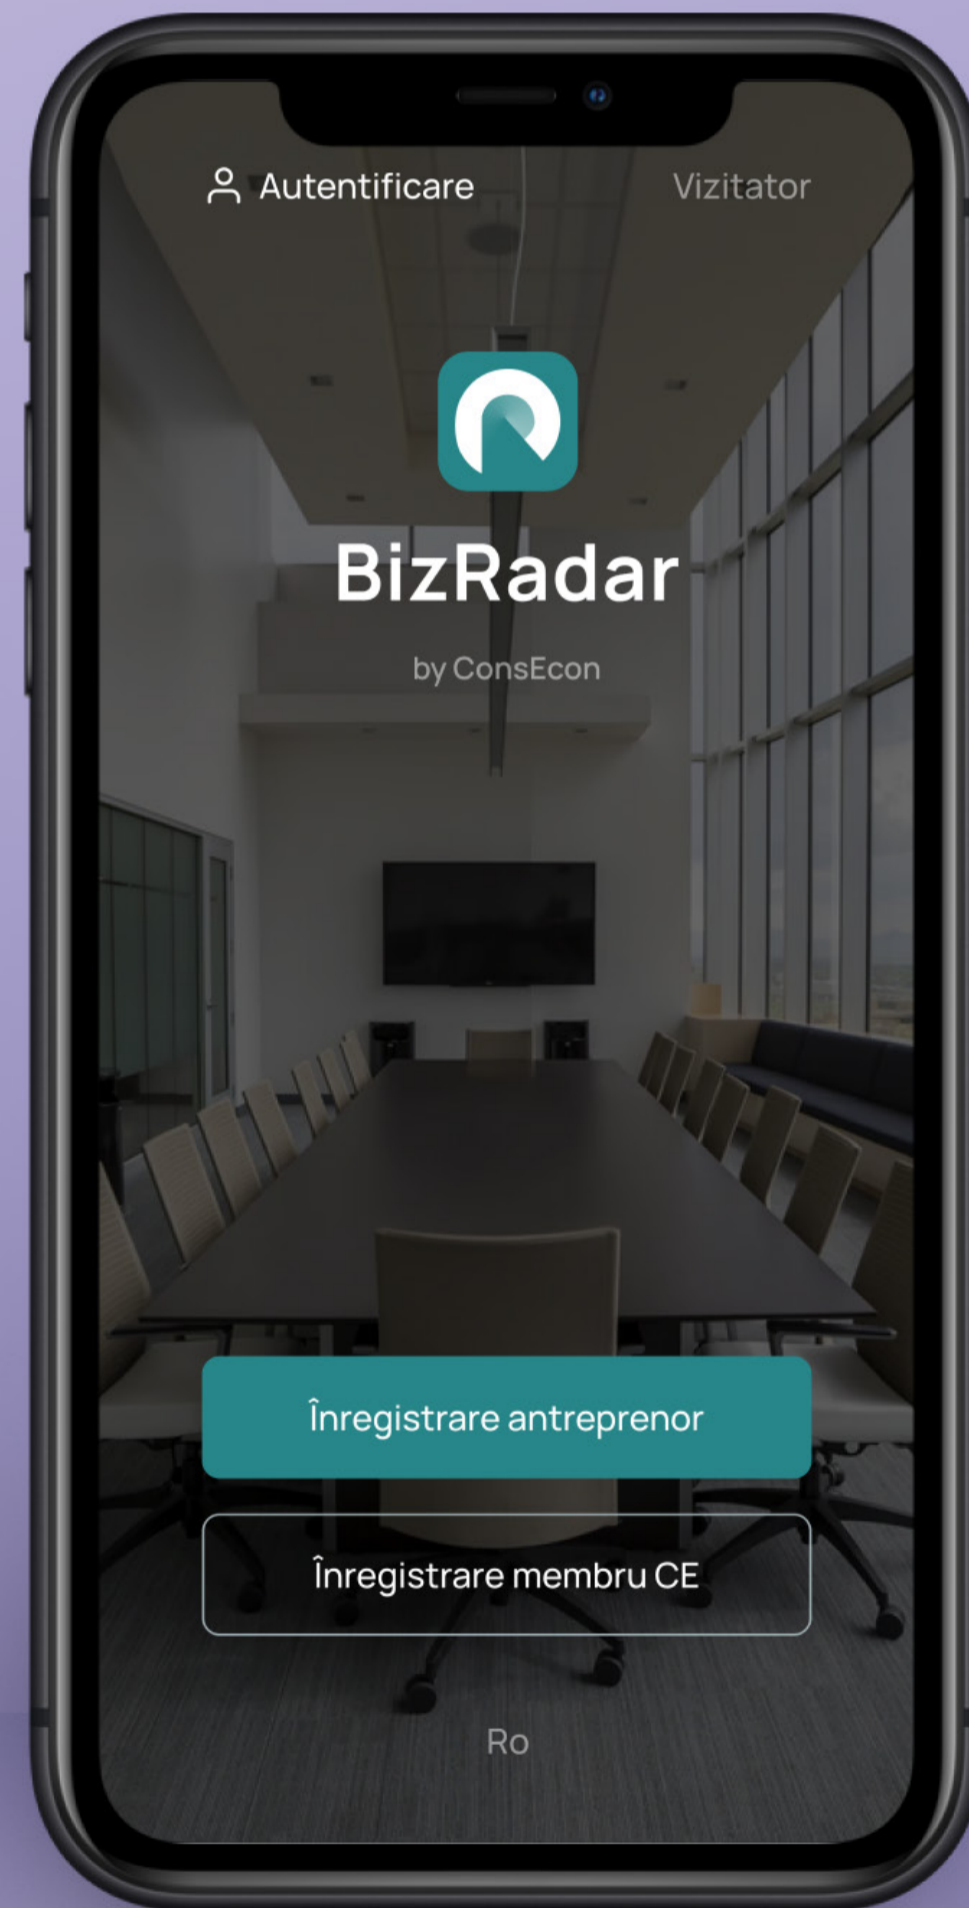 Autentificare
Vizitator
BizRadar
by ConsEcon
Înregistrare antreprenor
Înregistrare membru CE
Ro